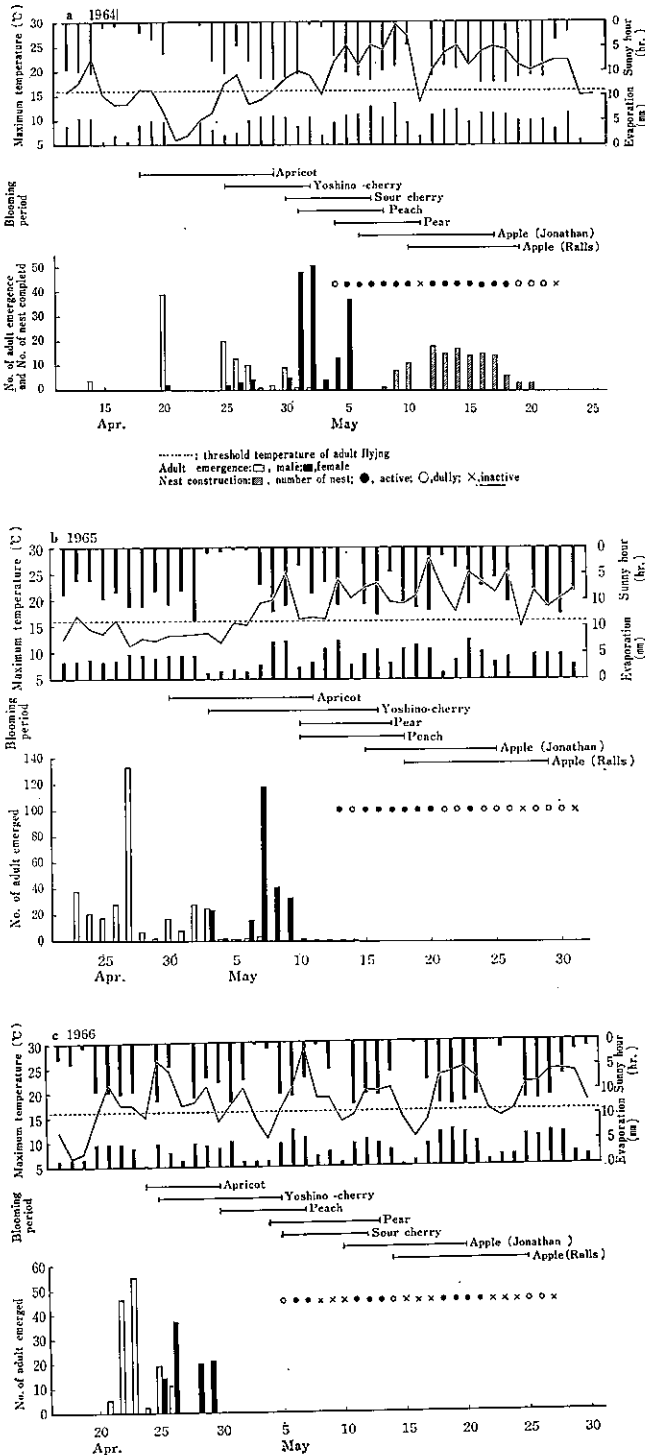 a 1964
Maximum temperature (℃)
30
25
20
15
10
5
0
5
10
Sunny hour (hr.)
10
5
0
Evaporation (mm)
Blooming period
Apricot
Yoshino-cherry
Sour cherry
Peach
Pear
Apple (Jonathan)
Apple (Ralls)
No. of adult emergence and No. of nest completd
50
40
30
20
10
0
15 20 25 30 5 10 15 20 25
Apr. May
------: threshold temperature of adult flying
Adult emergence: □, male; ■, female
Nest construction: ▨, number of nest; ●, active; ○, dully; ×, inactive
b 1965
Maximum temperature (℃)
30
25
20
15
10
5
0
5
10
Sunny hour (hr.)
10
5
0
Evaporation (mm)
Blooming period
Apricot
Yoshino-cherry
Pear
Peach
Apple (Jonathan)
Apple (Ralls)
No. of adult emerged
140
120
100
80
60
40
20
0
25 30 5 10 15 20 25 30
Apr. May
c 1966
Maximum temperature (℃)
30
25
20
15
10
5
0
5
10
Sunny hour (hr.)
10
5
0
Evaporation (mm)
Blooming period
Apricot
Yoshino-cherry
Peach
Pear
Sour cherry
Apple (Jonathan)
Apple (Ralls)
No. of adult emerged
60
50
40
30
20
10
0
20 25 30 5 10 15 20 25 30
Apr. May